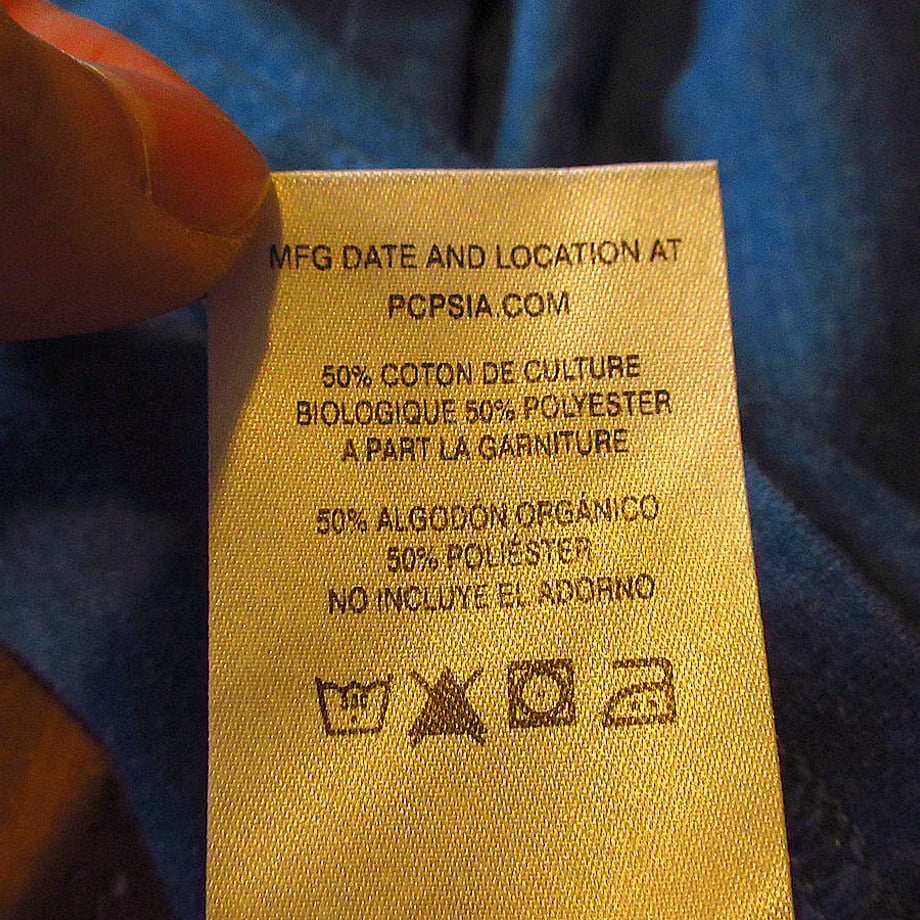 MFG DATE AND LOCATION AT
PCPSIA.COM
50% COTON DE CULTURE
BIOLOGIQUE 50% POLYESTER
A PART LA GARNITURE
50% ALGODÓN ORGÁNICO
50% POLIÉSTER
NO INCLUYE EL ADORNO